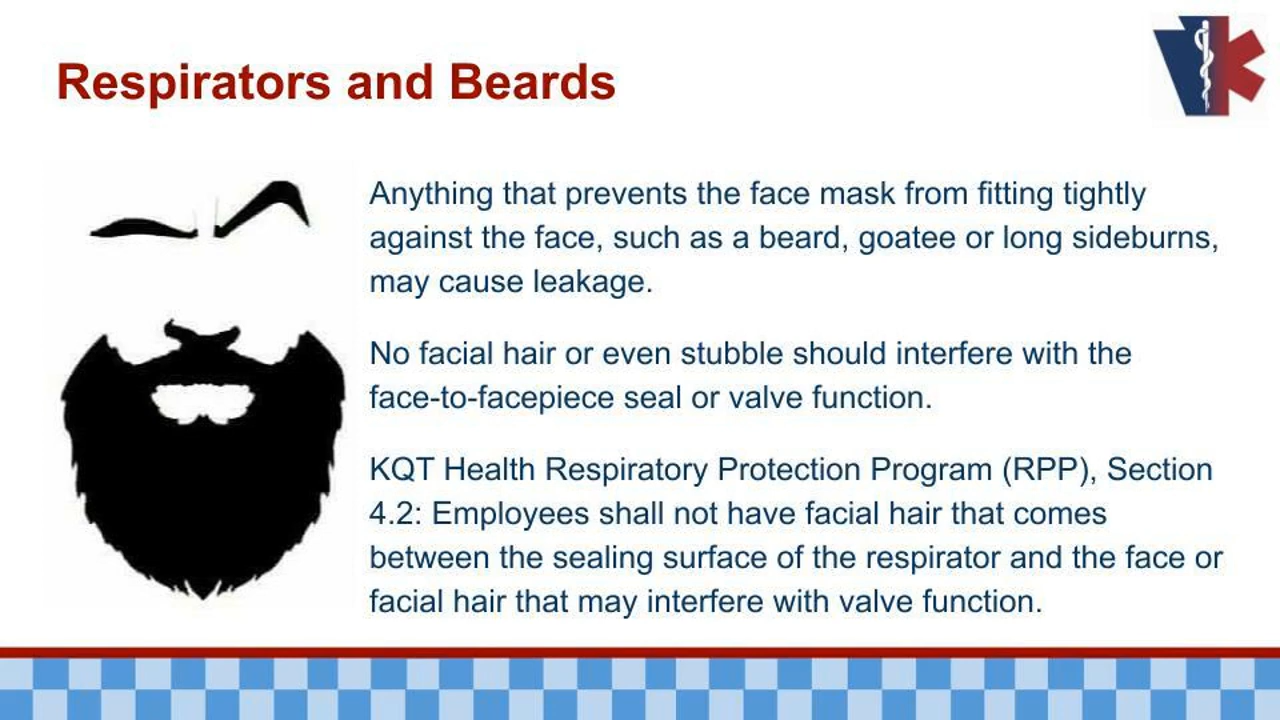 Respirators and Beards
Anything that prevents the face mask from fitting tightly
against the face, such as a beard, goatee or long sideburns,
may cause leakage.
No facial hair or even stubble should interfere with the
face-to-facepiece seal or valve function.
KQT Health Respiratory Protection Program (RPP), Section
4.2: Employees shall not have facial hair that comes
between the sealing surface of the respirator and the face or
facial hair that may interfere with valve function.